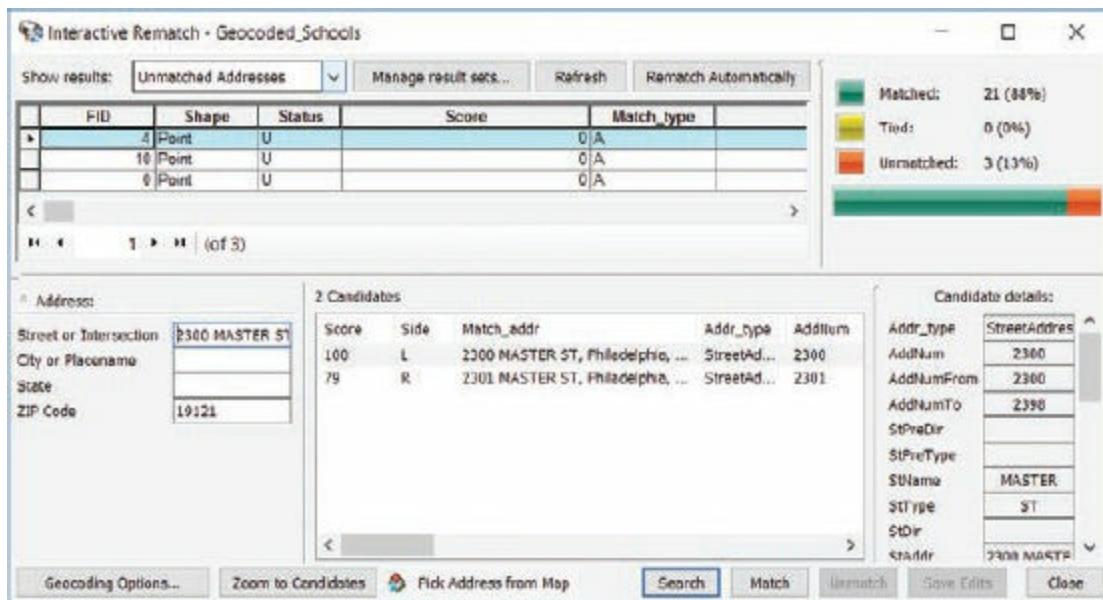 Interactive Rematch - Geocoded_Schools
Show results: Unmatched Addresses Manage result sets... Refresh Rematch Automatically
FID Shape Status Score Match_type
4 Point U 0 A
10 Point U 0 A
0 Point U 0 A
1 (of 3)
Matched: 21 (88%)
Tied: 0 (0%)
Unmatched: 3 (13%)
Address:
Street or Intersection 2300 MASTER ST
City or Placename
State
ZIP Code 19121
2 Candidates
Score Side Match_addr Addr_type AddNum
100 L 2300 MASTER ST, Philadelphia, ... StreetAd... 2300
79 R 2301 MASTER ST, Philadelphia, ... StreetAd... 2301
Candidate details:
Addr_type StreetAddres
AddNum 2300
AddNumFrom 2300
AddNumTo 2398
StPreDir
StPreType
StName MASTER
StType ST
StDir
StAddr 2300 MASTE
Geocoding Options... Zoom to Candidates Pick Address from Map Search Match Unmatch Save Edits Close